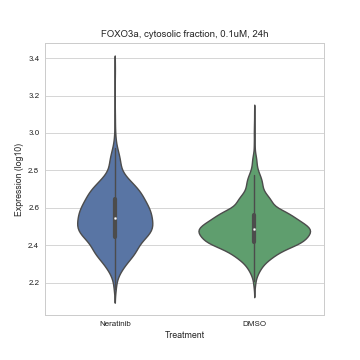 FOXO3a, cytosolic fraction, 0.1uM, 24h
3.4
3.2
3.0
2.8
2.6
2.4
2.2
Expression (log10)
Neratinib DMSO
Treatment